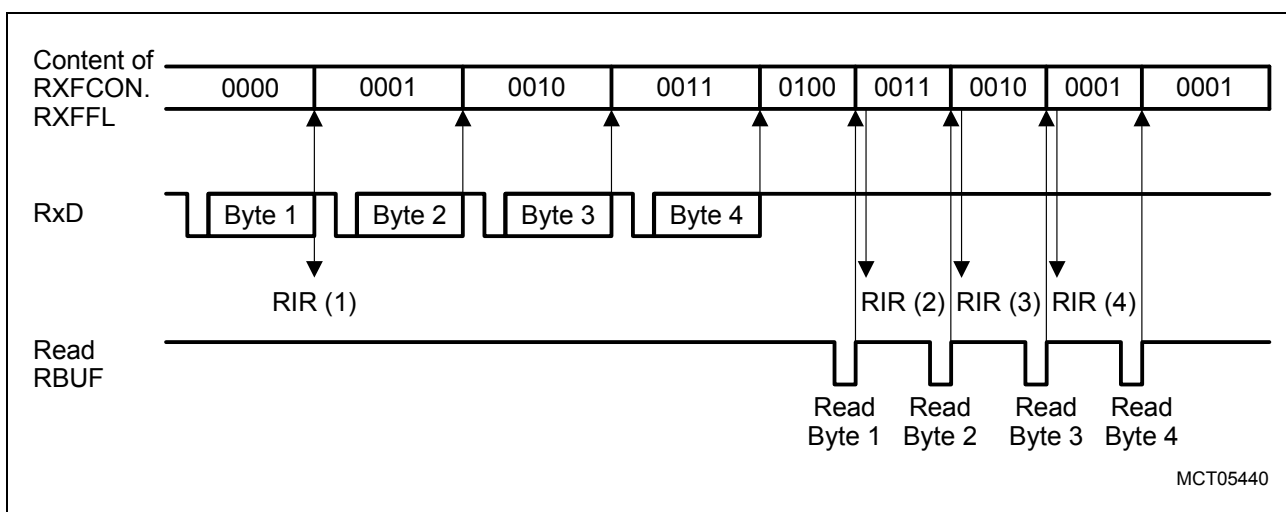 Content of
RXFCON.
RXFFL
0000 0001 0010 0011 0100 0011 0010 0001 0001
RxD
Byte 1 Byte 2 Byte 3 Byte 4
RIR (1) RIR (2) RIR (3) RIR (4)
Read
RBUF
Read Read Read Read
Byte 1 Byte 2 Byte 3 Byte 4
MCT05440